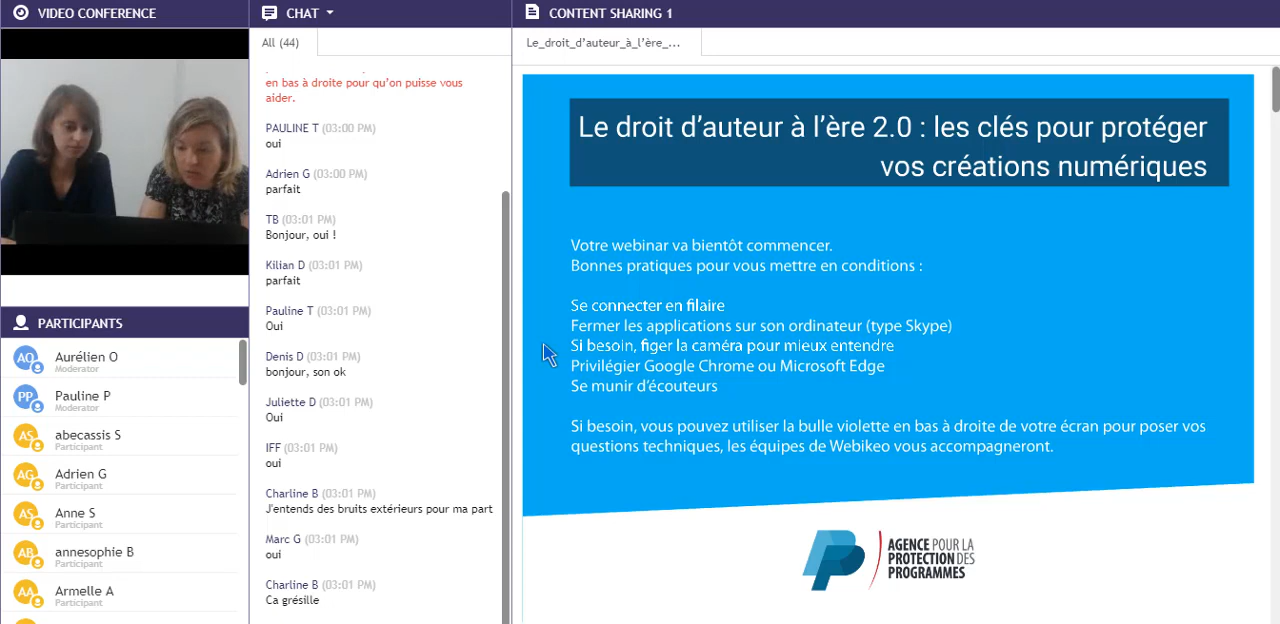 VIDEO CONFERENCE
PARTICIPANTS
AO Aurélien O
Moderator
PP Pauline P
Moderator
AS abecassis S
Participant
AG Adrien G
Participant
AS Anne S
Participant
AB annesophie B
Participant
AA Armelle A
Participant
CHAT
All (44)
en bas à droite pour qu'on puisse vous
aider.
PAULINE T (03:00 PM)
oui
Adrien G (03:00 PM)
parfait
TB (03:01 PM)
Bonjour, oui !
Kilian D (03:01 PM)
parfait
Pauline T (03:01 PM)
Oui
Denis D (03:01 PM)
bonjour, son ok
Juliette D (03:01 PM)
Oui
IFF (03:01 PM)
oui
Charline B (03:01 PM)
J'entends des bruits extérieurs pour ma part
Marc G (03:01 PM)
oui
Charline B (03:01 PM)
Ca grésille
CONTENT SHARING 1
Le_droit_d'auteur_à_l'ère_...
Le droit d'auteur à l'ère 2.0 : les clés pour protéger
vos créations numériques
Votre webinar va bientôt commencer.
Bonnes pratiques pour vous mettre en conditions :
Se connecter en filaire
Fermer les applications sur son ordinateur (type Skype)
Si besoin, figer la caméra pour mieux entendre
Privilégier Google Chrome ou Microsoft Edge
Se munir d'écouteurs
Si besoin, vous pouvez utiliser la bulle violette en bas à droite de votre écran pour poser vos
questions techniques, les équipes de Webikeo vous accompagneront.
AGENCE POUR LA
PROTECTION DES
PROGRAMMES